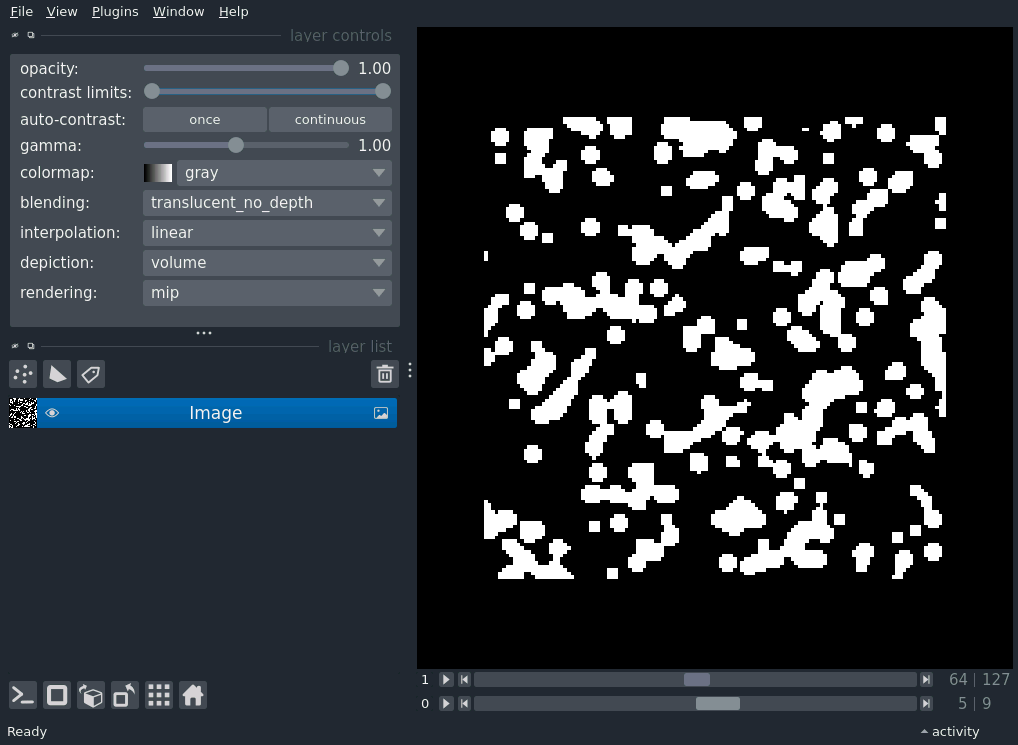 File View Plugins Window Help
layer controls
opacity: 1.00
contrast limits:
auto-contrast: once continuous
gamma: 1.00
colormap: gray
blending: translucent_no_depth
interpolation: linear
depiction: volume
rendering: mip
layer list
Image
1 64 | 127
0 5 | 9
Ready activity